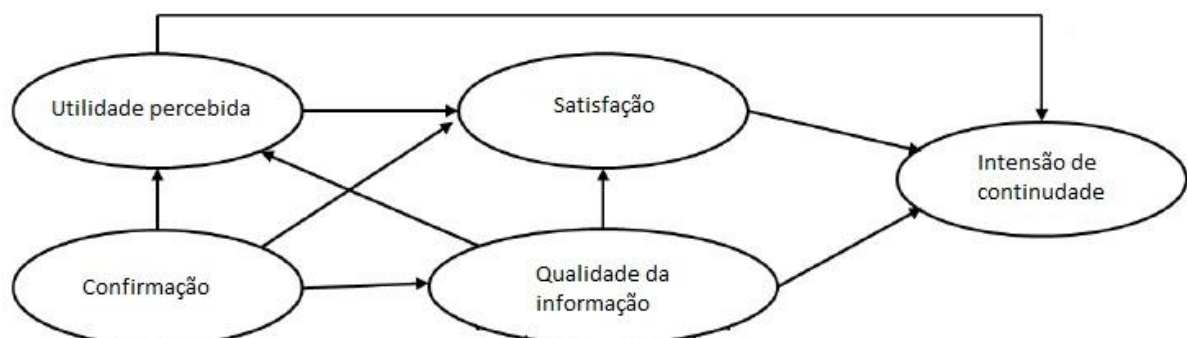 Utilidade percebida
Satisfação
Intensão de
continudade
Confirmação
Qualidade da
informação